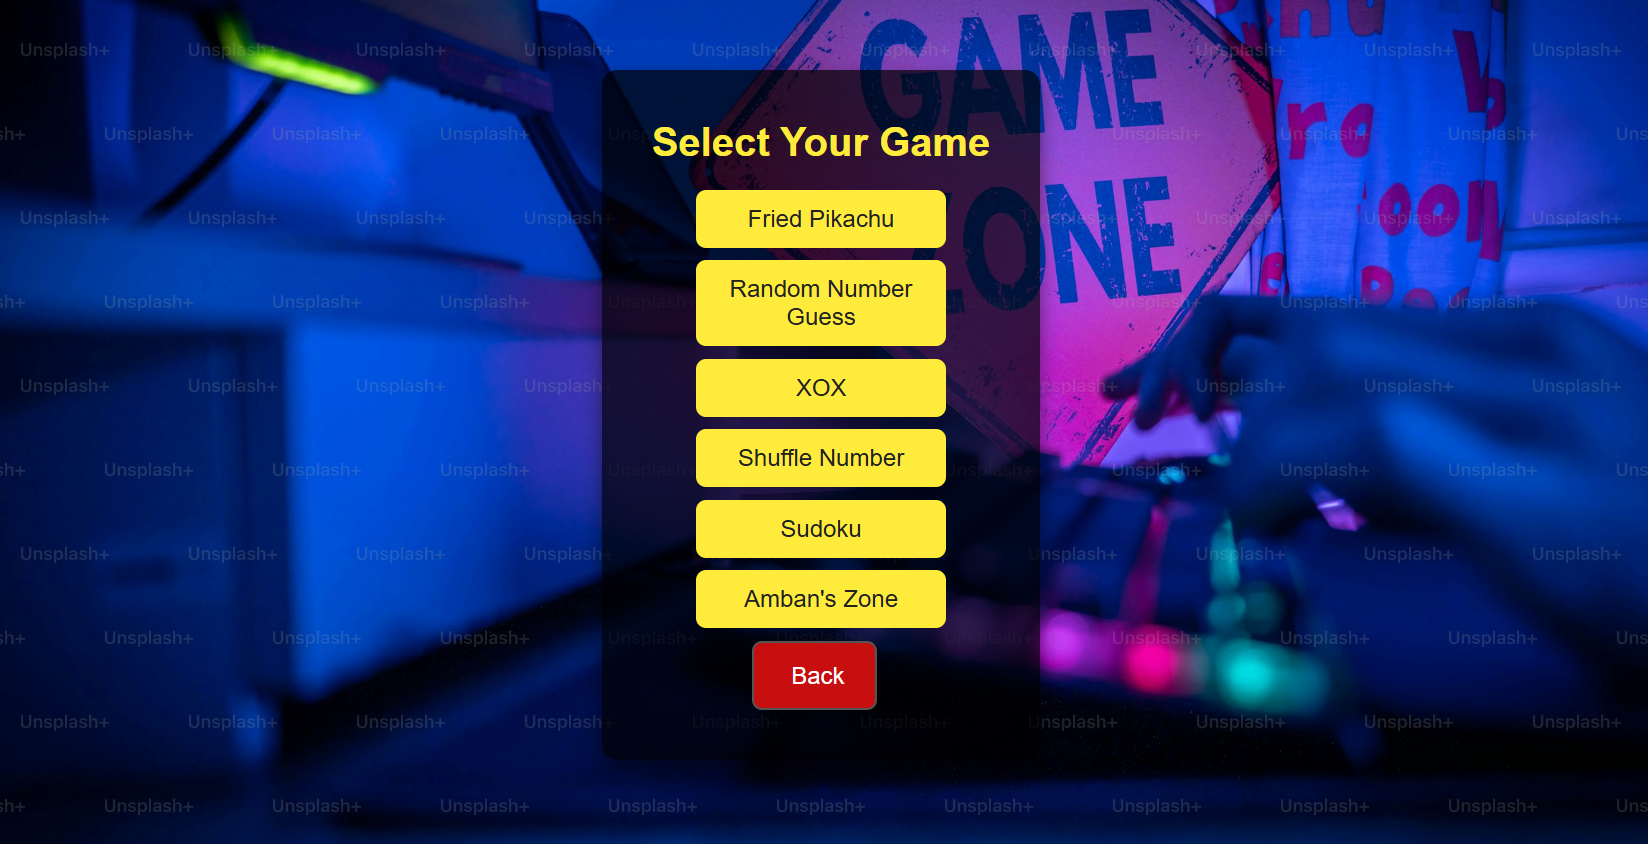 GAME
ZONE
Select Your Game
Fried Pikachu
Random Number
Guess
XOX
Shuffle Number
Sudoku
Amban's Zone
Back
Unsplash+